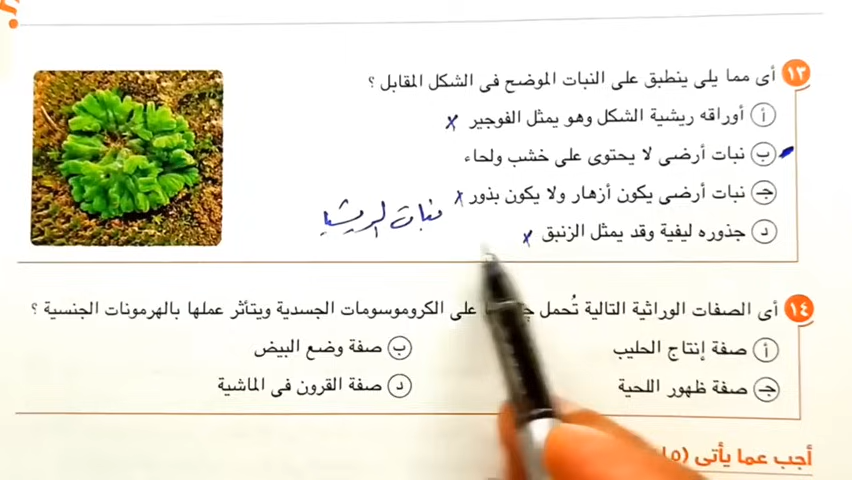 ١٣ أى مما يلى ينطبق على النبات الموضح فى الشكل المقابل ؟
أ أوراقه ريشية الشكل وهو يمثل الفوجير x
ب نبات أرضى لا يحتوى على خشب ولحاء
جـ نبات أرضى يكون أزهار ولا يكون بذور x
نبات الريشيا
د جذوره ليفية وقد يمثل الزنبق x
١٤ أى الصفات الوراثية التالية تُحمل على الكروموسومات الجسدية ويتأثر عملها بالهرمونات الجنسية ؟
أ صفة إنتاج الحليب ب صفة وضع البيض
جـ صفة ظهور اللحية د صفة القرون فى الماشية
أجب عما يأتى